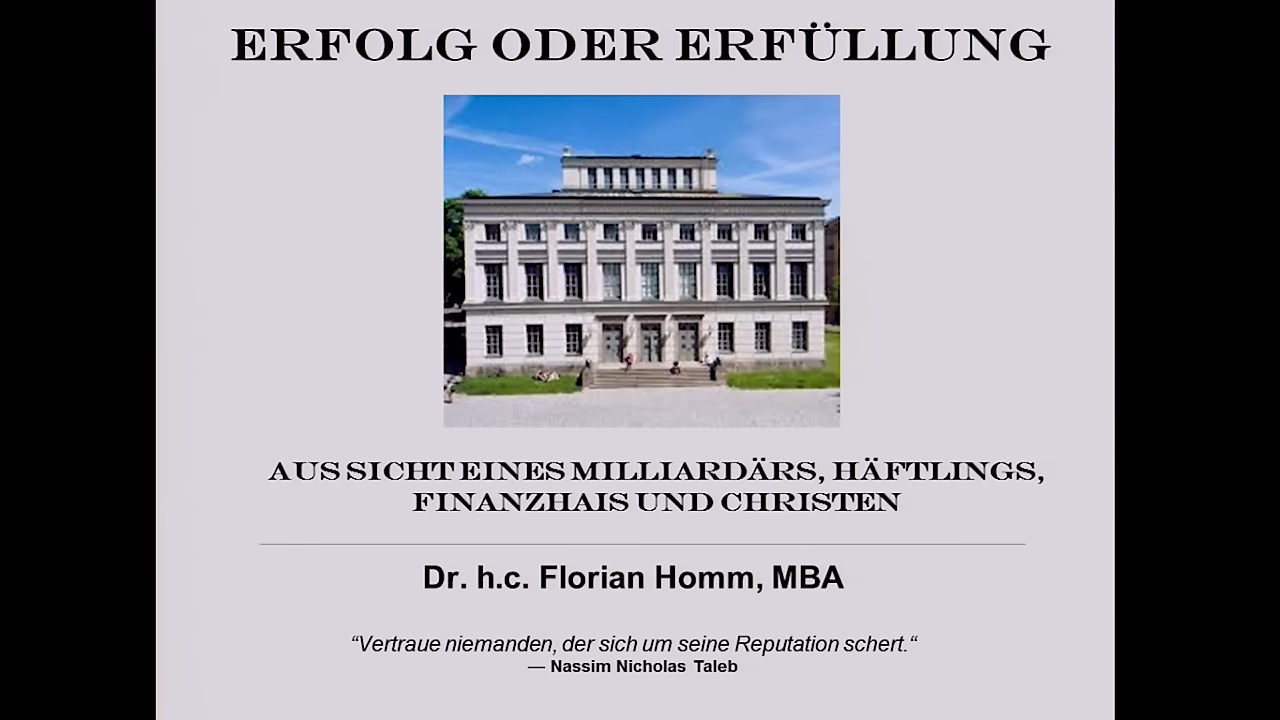 ERFOLG ODER ERFÜLLUNG
AUS SICHT EINES MILLIARDÄRS, HÄFTLINGS,
FINANZHAIS UND CHRISTEN
Dr. h.c. Florian Homm, MBA
“Vertraue niemanden, der sich um seine Reputation schert.“
— Nassim Nicholas Taleb